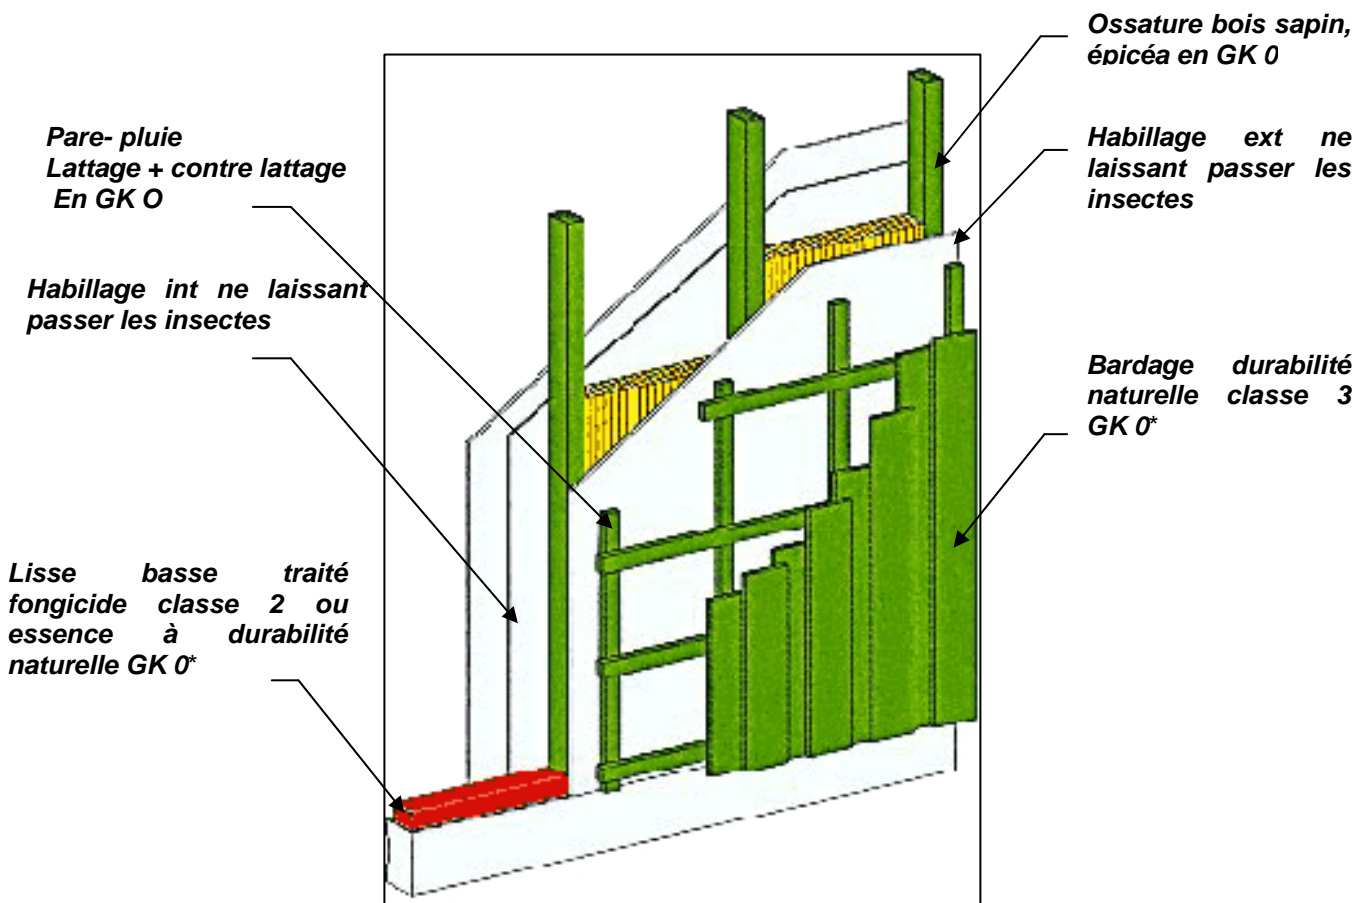 Ossature bois sapin,
épicéa en GK 0
Pare- pluie
Lattage + contre lattage
En GK O
Habillage ext ne
laissant passer les
insectes
Habillage int ne laissant
passer les insectes
Bardage durabilité
naturelle classe 3
GK 0*
Lisse basse traité
fongicide classe 2 ou
essence à durabilité
naturelle GK 0*